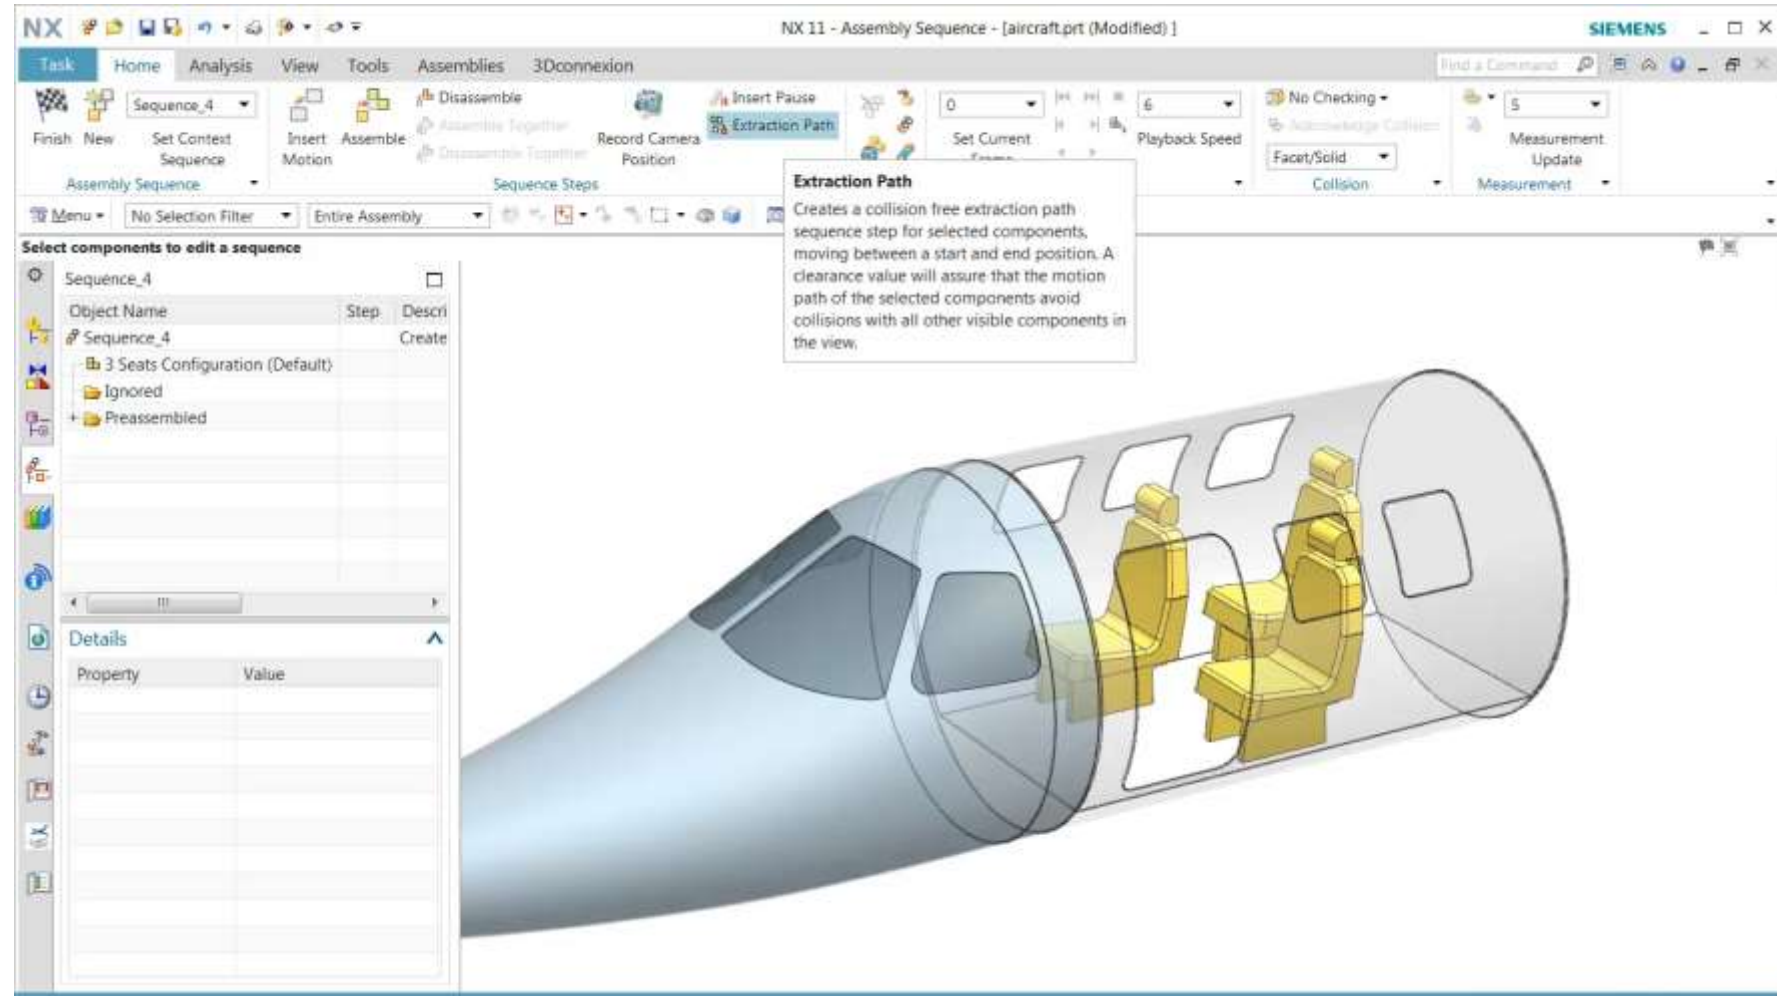 NX
NX 11 - Assembly Sequence - [aircraft.prt (Modified) ]
SIEMENS
Task Home Analysis View Tools Assemblies 3Dconnexion
Find a Command
Finish
New
Sequence_4
Set Context
Sequence
Assembly Sequence
Insert
Motion
Assemble
Disassemble
Assemble Together
Disassemble Together
Record Camera
Position
Insert Pause
Extraction Path
Sequence Steps
0
Set Current
6
Playback Speed
No Checking
Acknowledge Collision
Facet/Solid
Collision
5
Measurement
Update
Measurement
Menu
No Selection Filter
Entire Assembly
Extraction Path
Creates a collision free extraction path
sequence step for selected components,
moving between a start and end position. A
clearance value will assure that the motion
path of the selected components avoid
collisions with all other visible components in
the view.
Select components to edit a sequence
Sequence_4
Object Name Step Descri
Sequence_4 Create
3 Seats Configuration (Default)
Ignored
Preassembled
Details
Property Value